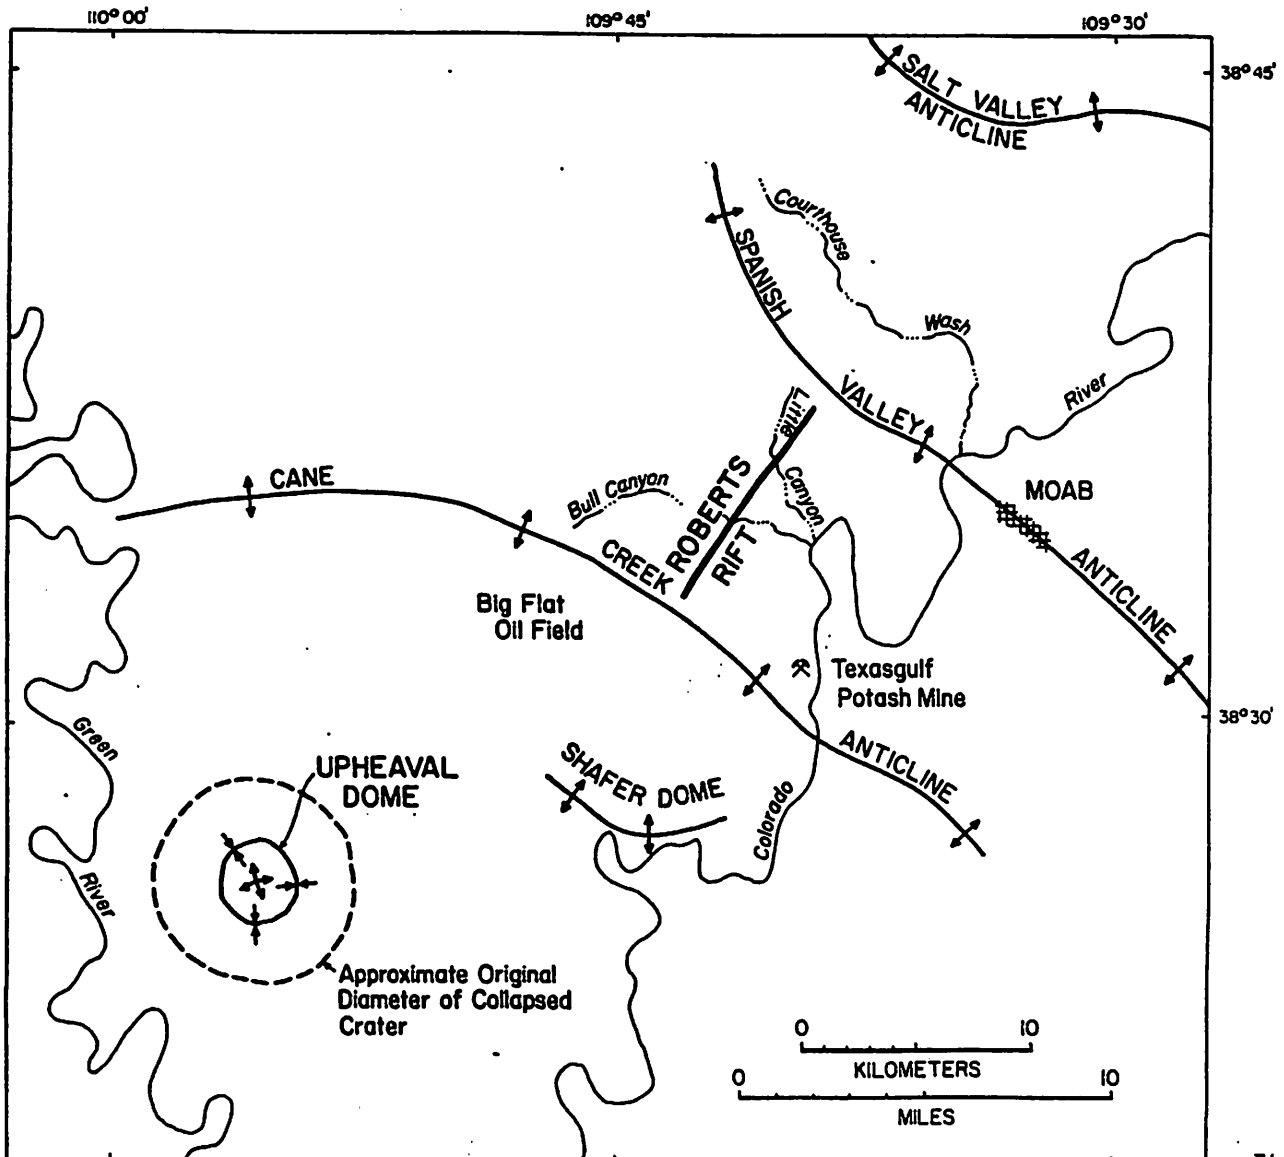 110° 00'
109° 45'
109° 30'
38° 45'
SALT VALLEY
ANTICLINE
Courthouse
Wash
SPANISH
VALLEY
River
Little
Canyon
CANE
Bull Canyon
ROBERTS
RIFT
MOAB
CREEK
ANTICLINE
Big Flat
Oil Field
Texasgulf
Potash Mine
38° 30'
Green
ANTICLINE
SHAFER DOME
UPHEAVAL
DOME
Colorado
River
Approximate Original
Diameter of Collapsed
Crater
0 10
KILOMETERS
0 10
MILES